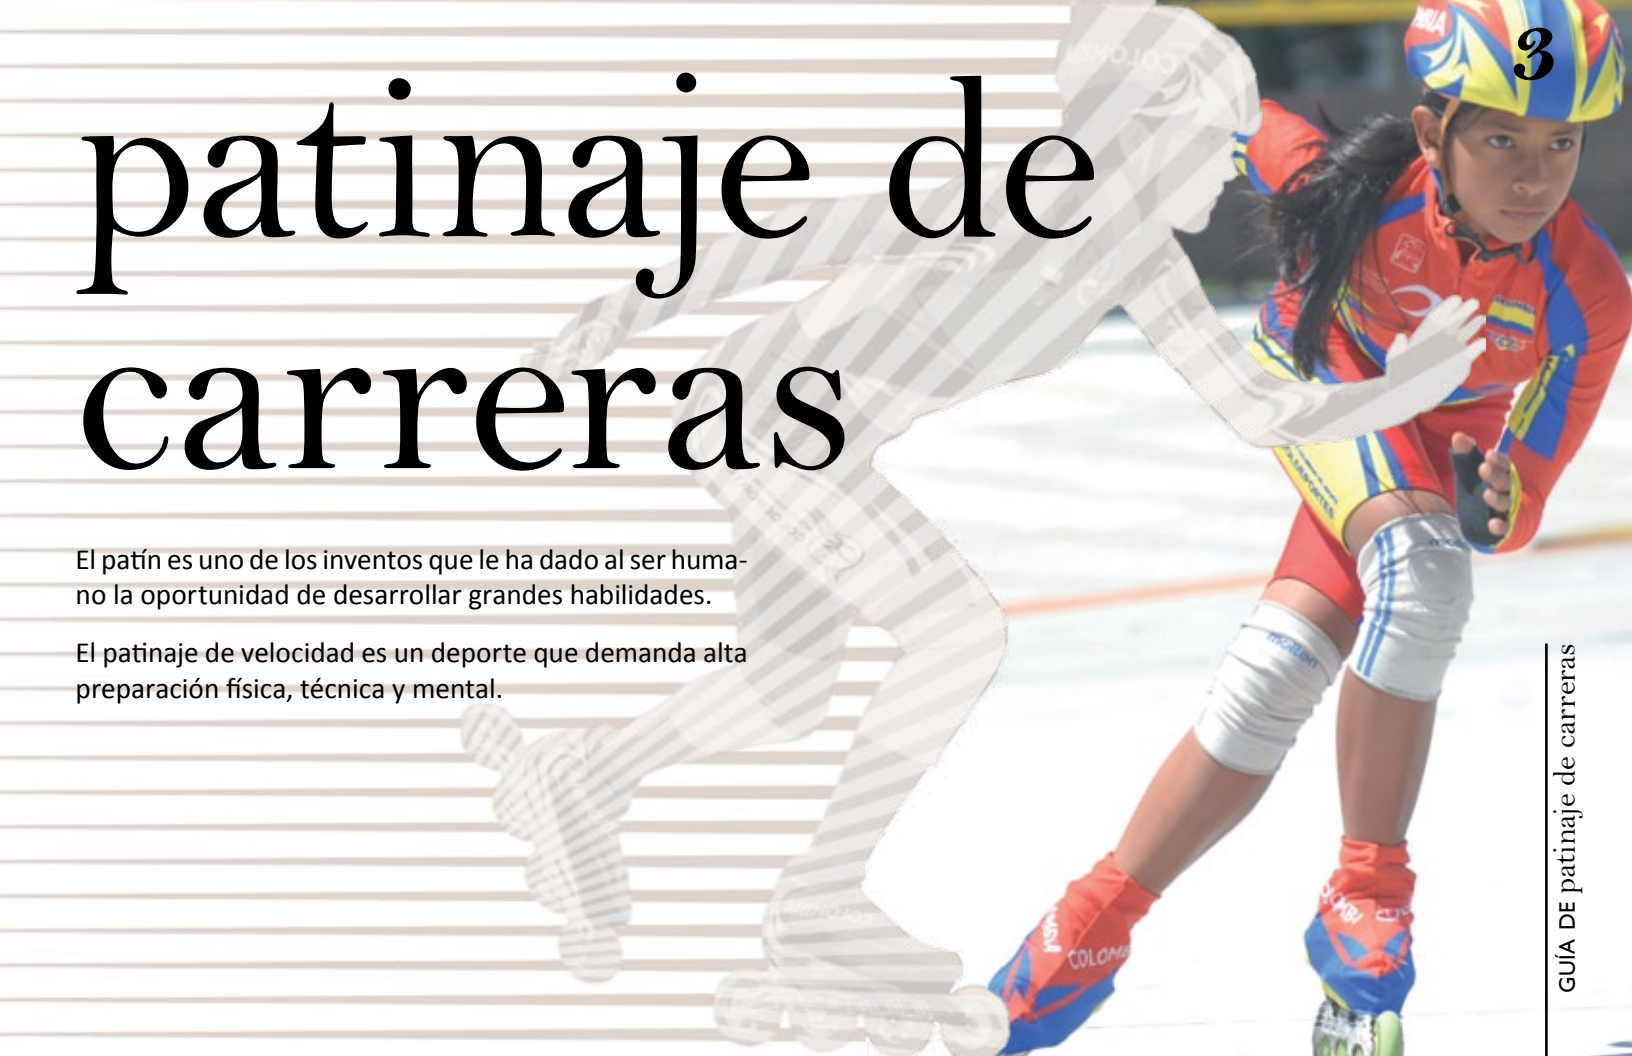 3
patinaje de
carreras
El patín es uno de los inventos que le ha dado al ser huma-
no la oportunidad de desarrollar grandes habilidades.
El patinaje de velocidad es un deporte que demanda alta
preparación física, técnica y mental.
GUÍA DE patinaje de carreras
COLOMBIA